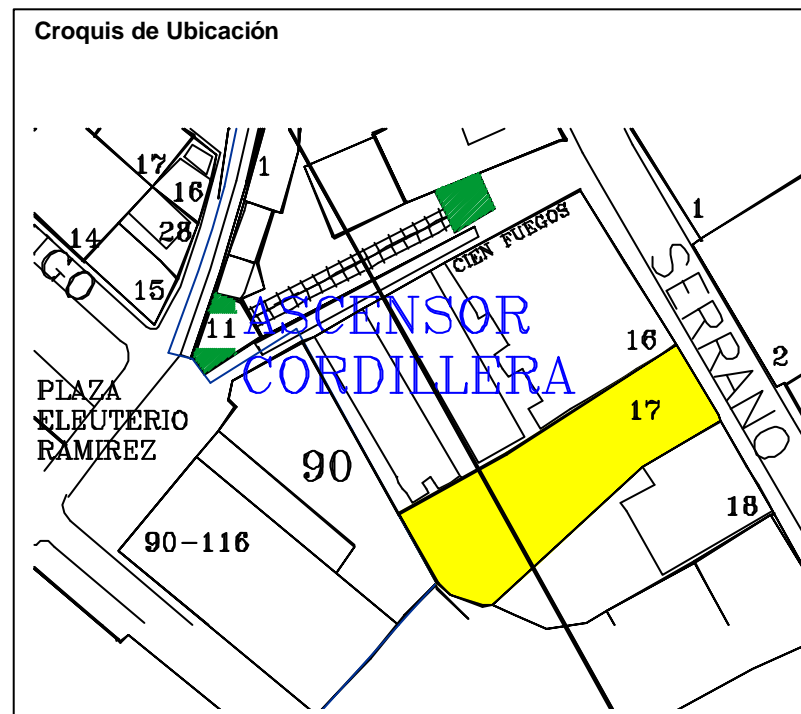 Croquis de Ubicación
17
1
16
28
14
GO
15
1
CIEN FUEGOS
SERRANO
11
ASCENSOR
CORDILLERA
16
2
PLAZA
ELEUTERIO
RAMIREZ
17
90
18
90-116